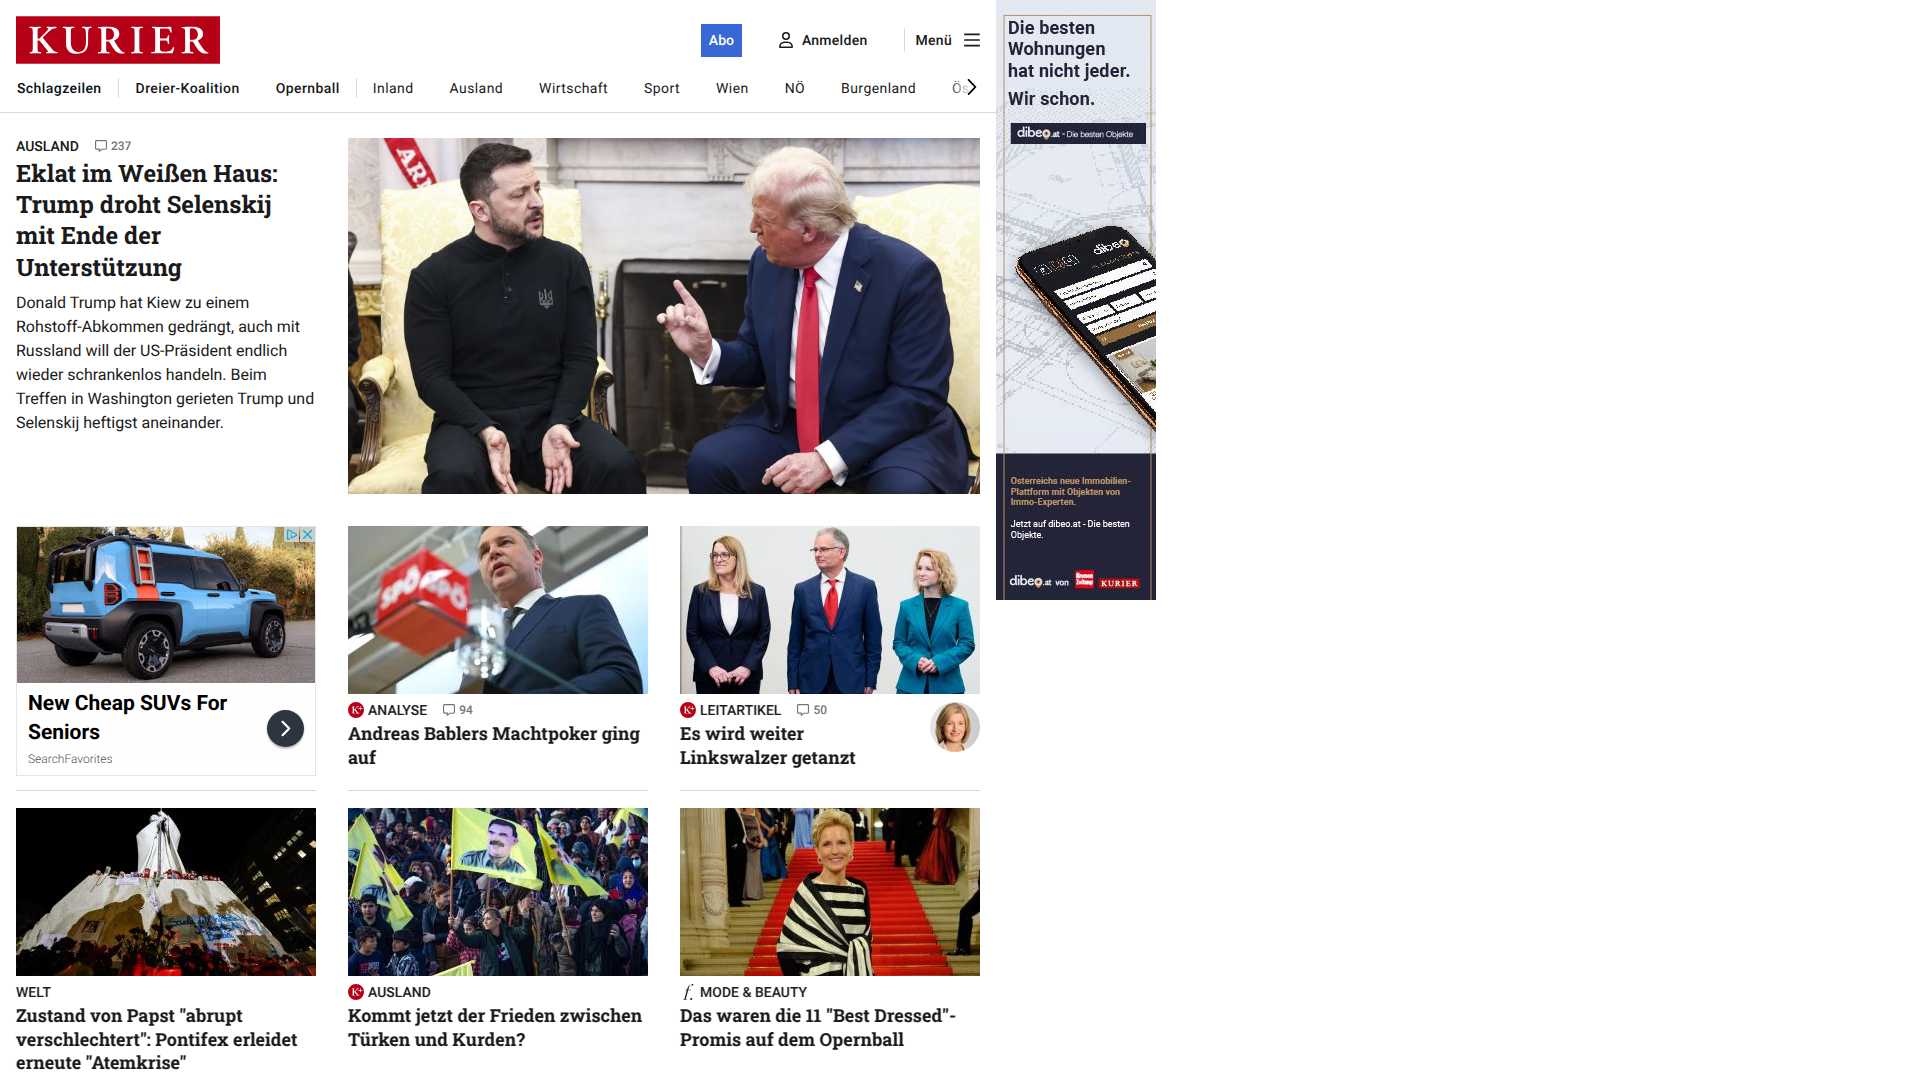 KURIER
Abo
Anmelden
Menü
Schlagzeilen
Dreier-Koalition
Opernball
Inland
Ausland
Wirtschaft
Sport
Wien
NÖ
Burgenland
AUSLAND
237
Eklat im Weißen Haus:
Trump droht Selenskij
mit Ende der
Unterstützung
Donald Trump hat Kiew zu einem
Rohstoff-Abkommen gedrängt, auch mit
Russland will der US-Präsident endlich
wieder schrankenlos handeln. Beim
Treffen in Washington gerieten Trump und
Selenskij heftigst aneinander.
Die besten
Wohnungen
hat nicht jeder.
Wir schon.
dibeo.at - Die besten Objekte
dibeo
Österreichs neue Immobilien-
Plattform mit Objekten von
Immo-Experten.
Jetzt auf dibeo.at - Die besten
Objekte.
dibeo.at von
Kronen
Zeitung
KURIER
New Cheap SUVs For
Seniors
SearchFavorites
SPÖ
K+ ANALYSE
94
Andreas Bablers Machtpoker ging
auf
K+ LEITARTIKEL
50
Es wird weiter
Linkswalzer getanzt
WELT
Zustand von Papst "abrupt
verschlechtert": Pontifex erleidet
erneute "Atemkrise"
K+ AUSLAND
Kommt jetzt der Frieden zwischen
Türken und Kurden?
f. MODE & BEAUTY
Das waren die 11 "Best Dressed"-
Promis auf dem Opernball